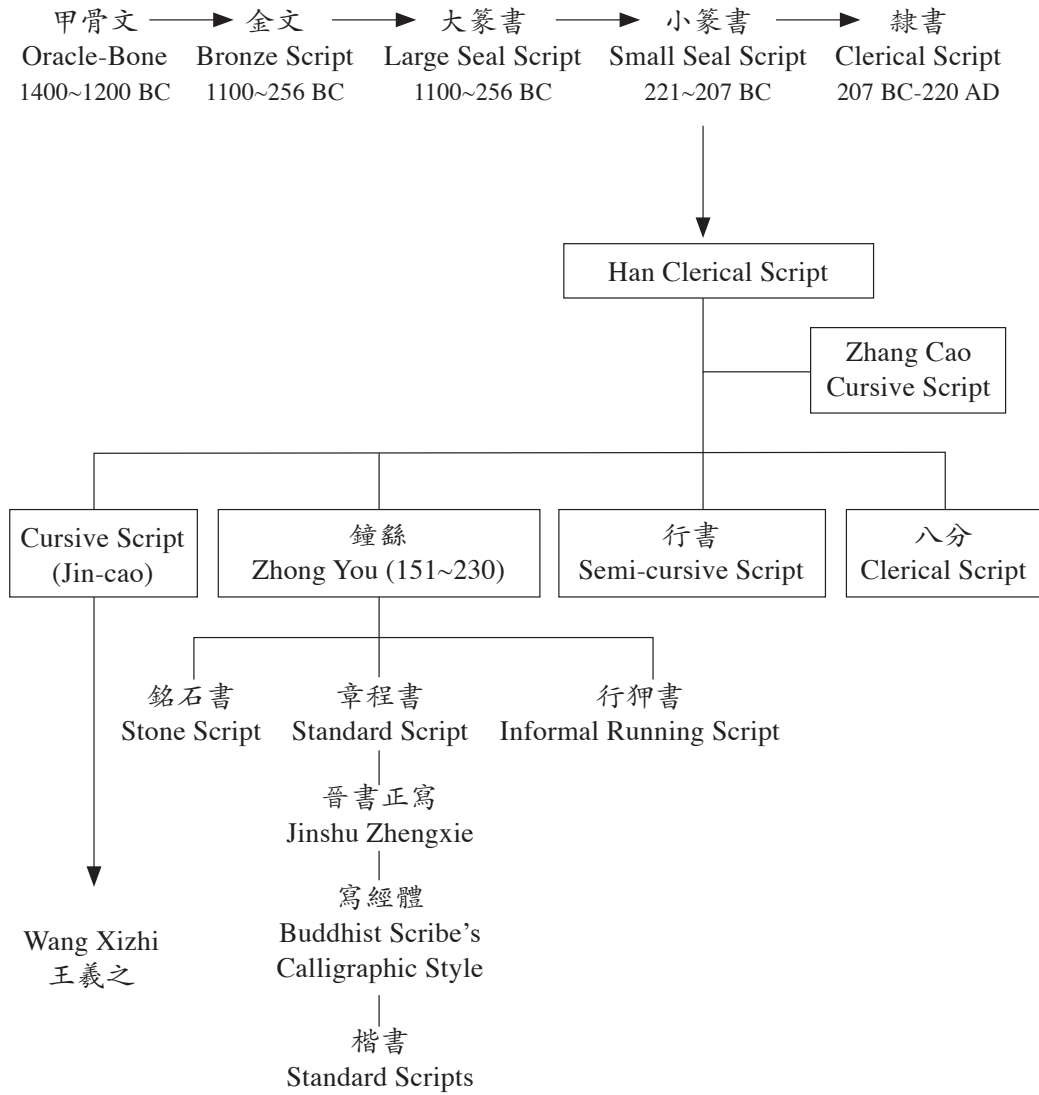 甲骨文 金文 大篆書 小篆書 隸書
Oracle-Bone Bronze Script Large Seal Script Small Seal Script Clerical Script
1400~1200 BC 1100~256 BC 1100~256 BC 221~207 BC 207 BC-220 AD
Han Clerical Script
Zhang Cao
Cursive Script
Cursive Script
(Jin-cao)
鐘繇
Zhong You (151~230)
行書
Semi-cursive Script
八分
Clerical Script
銘石書
Stone Script
章程書
Standard Script
行狎書
Informal Running Script
晉書正寫
Jinshu Zhengxie
寫經體
Buddhist Scribe’s
Calligraphic Style
Wang Xizhi
王羲之
楷書
Standard Scripts